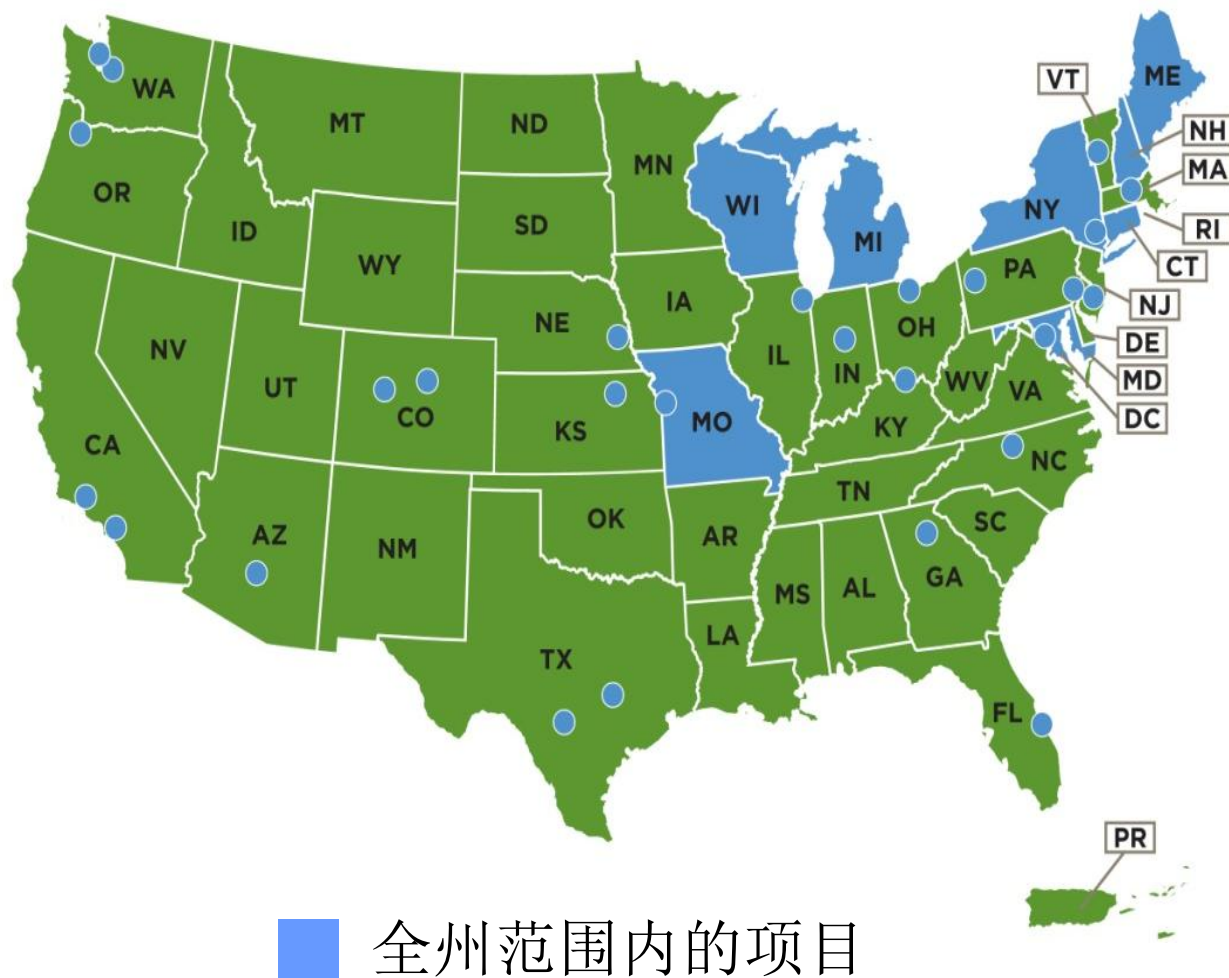 WA
MT
ND
MN
VT
ME
NH
MA
OR
ID
SD
WI
NY
RI
MI
WY
CT
PA
IA
NE
NJ
OH
NV
IL
DE
IN
UT
WV
MD
CO
VA
DC
KS
MO
KY
CA
NC
TN
OK
SC
AZ
AR
NM
GA
MS
AL
LA
TX
FL
PR
全州范围内的项目